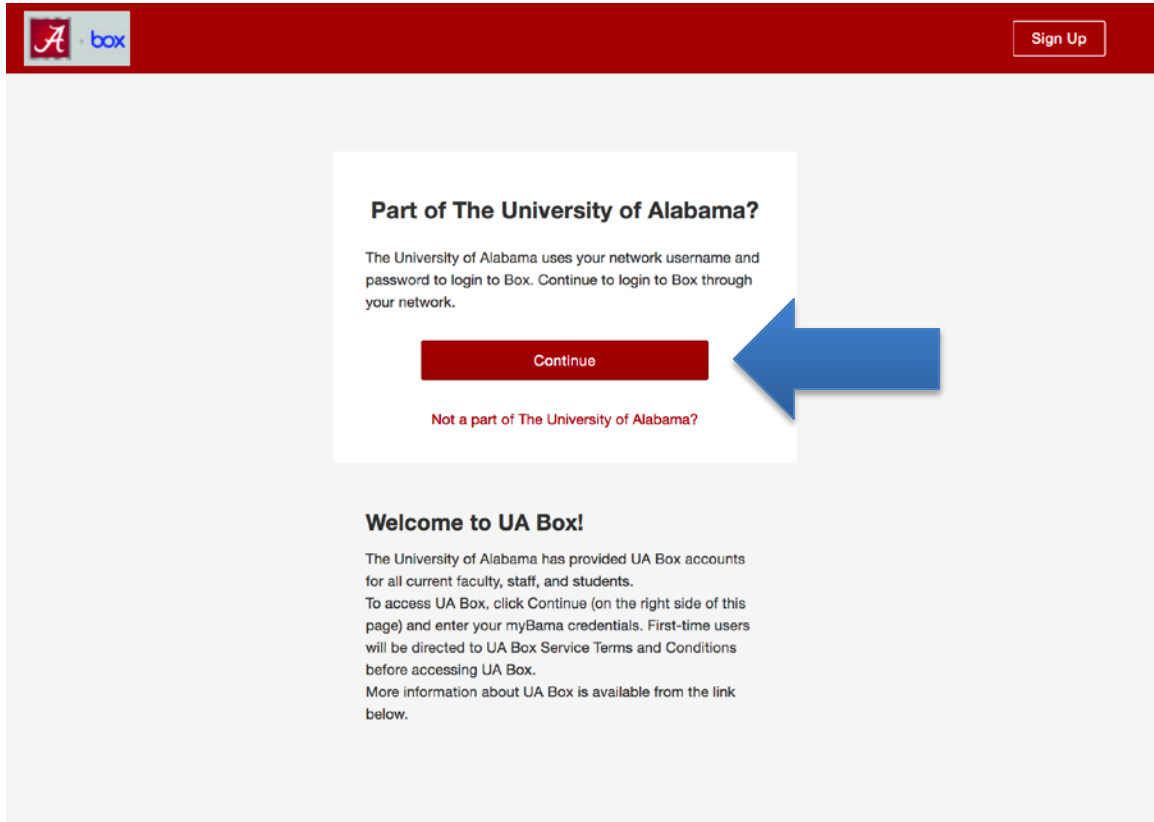 A box
Sign Up
Part of The University of Alabama?
The University of Alabama uses your network username and
password to login to Box. Continue to login to Box through
your network.
Continue
Not a part of The University of Alabama?
Welcome to UA Box!
The University of Alabama has provided UA Box accounts
for all current faculty, staff, and students.
To access UA Box, click Continue (on the right side of this
page) and enter your myBama credentials. First-time users
will be directed to UA Box Service Terms and Conditions
before accessing UA Box.
More information about UA Box is available from the link
below.